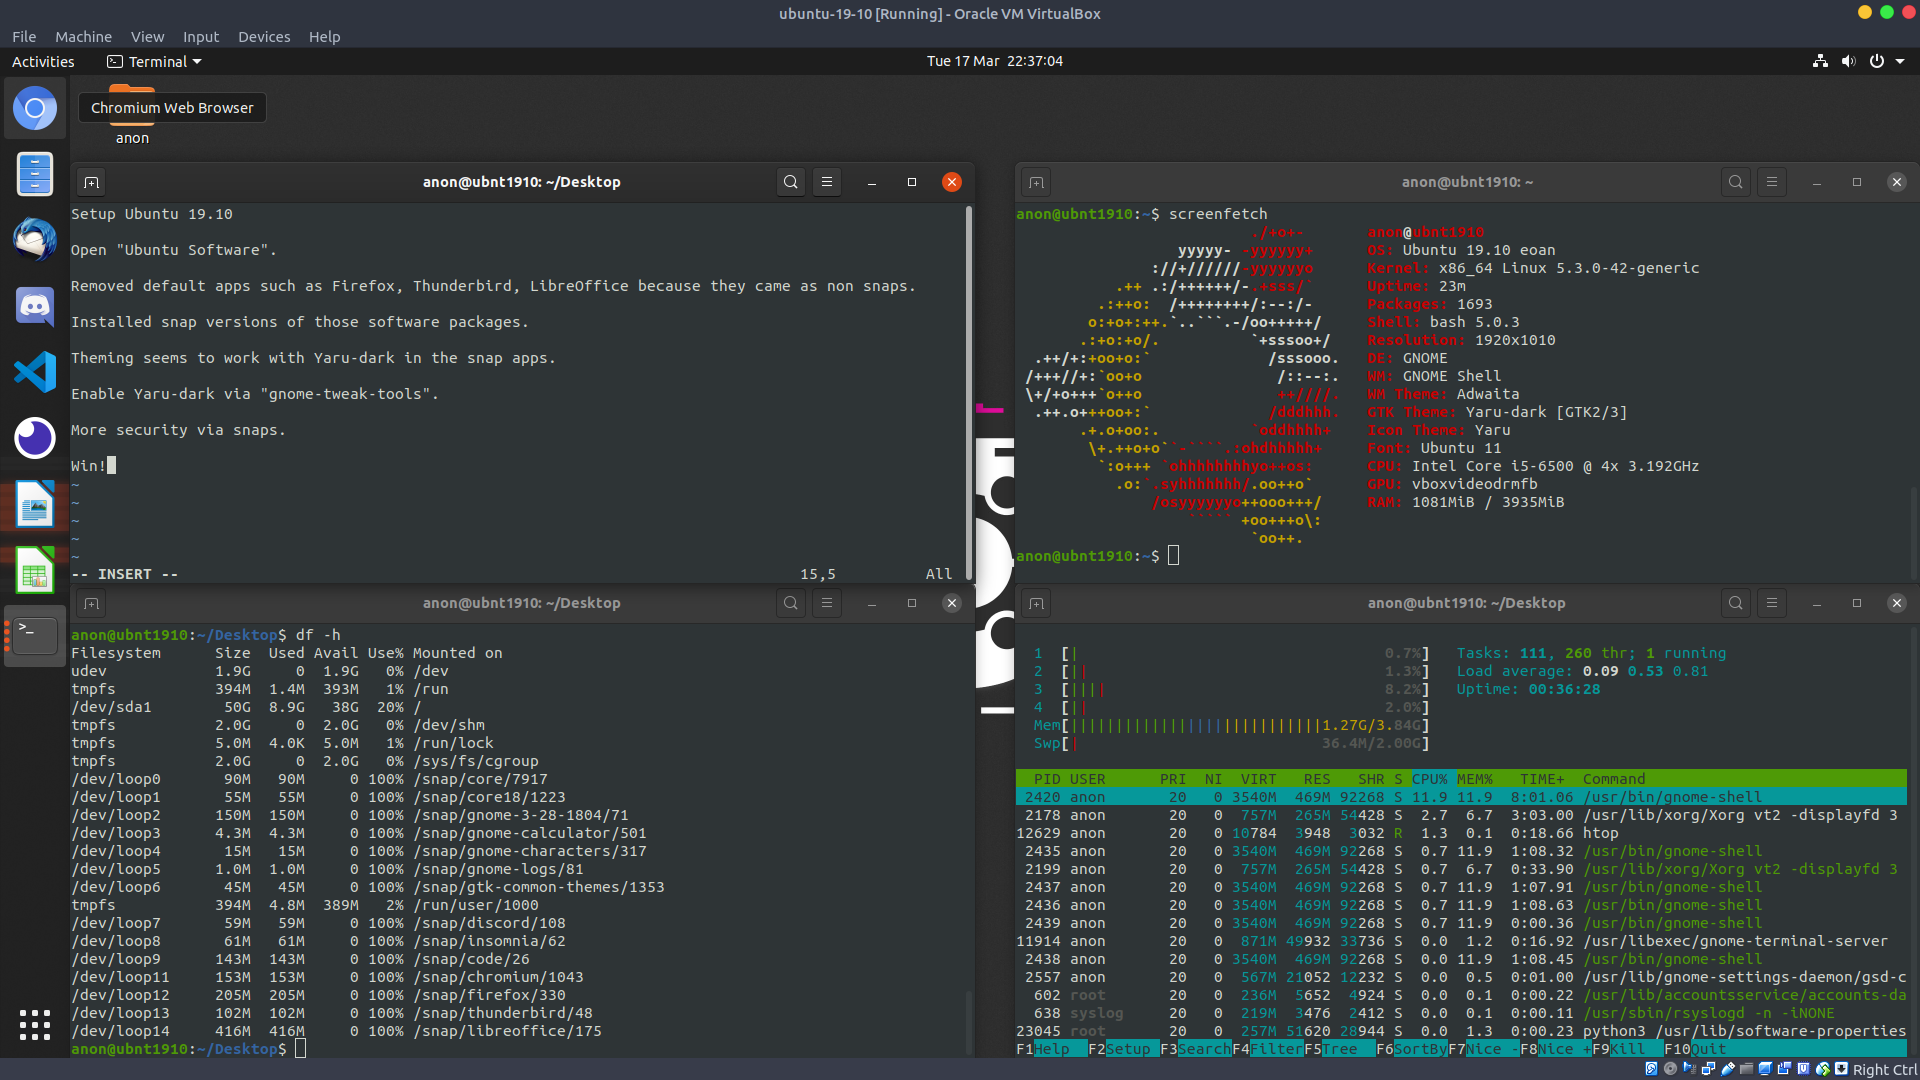 ubuntu-19-10 [Running] - Oracle VM VirtualBox
File Machine View Input Devices Help
Activities Terminal Tue 17 Mar 22:37:04
Chromium Web Browser
anon
anon@ubnt1910: ~/Desktop
Setup Ubuntu 19.10
Open "Ubuntu Software".
Removed default apps such as Firefox, Thunderbird, LibreOffice because they came as non snaps.
Installed snap versions of those software packages.
Theming seems to work with Yaru-dark in the snap apps.
Enable Yaru-dark via "gnome-tweak-tools".
More security via snaps.
Win!
~
~
~
~
~
-- INSERT -- 15,5 All
anon@ubnt1910: ~
anon@ubnt1910:~$ screenfetch
./+o+- anon@ubnt1910
yyyyy- -yyyyyy+ OS: Ubuntu 19.10 eoan
://+//////-yyyyyyo Kernel: x86_64 Linux 5.3.0-42-generic
.++ .:/++++++/-.+sss/` Uptime: 23m
.:++o: /++++++++/:--:/- Packages: 1693
o:+o+:++.`..```.-/oo+++++/ Shell: bash 5.0.3
.:+o:+o/. `+sssoo+/ Resolution: 1920x1010
.++/+:+oo+o:` /sssooo. DE: GNOME
/+++//+:`oo+o /::--:. WM: GNOME Shell
\+/+o+++`o++o ++////. WM Theme: Adwaita
.++.o+++oo+:` /dddhhh. GTK Theme: Yaru-dark [GTK2/3]
.+.o+oo:. `oddhhhh+ Icon Theme: Yaru
\+.++o+o``-````.:ohdhhhhh+ Font: Ubuntu 11
`:o+++ `ohhhhhhhhyo++os: CPU: Intel Core i5-6500 @ 4x 3.192GHz
.o:`.syhhhhhhh/.oo++o` GPU: vboxvideodrmfb
/osyyyyyyo++ooo+++/ RAM: 1081MiB / 3935MiB
````` +oo+++o\:
`oo++.
anon@ubnt1910:~$
anon@ubnt1910: ~/Desktop
anon@ubnt1910:~/Desktop$ df -h
Filesystem Size Used Avail Use% Mounted on
udev 1.9G 0 1.9G 0% /dev
tmpfs 394M 1.4M 393M 1% /run
/dev/sda1 50G 8.9G 38G 20% /
tmpfs 2.0G 0 2.0G 0% /dev/shm
tmpfs 5.0M 4.0K 5.0M 1% /run/lock
tmpfs 2.0G 0 2.0G 0% /sys/fs/cgroup
/dev/loop0 90M 90M 0 100% /snap/core/7917
/dev/loop1 55M 55M 0 100% /snap/core18/1223
/dev/loop2 150M 150M 0 100% /snap/gnome-3-28-1804/71
/dev/loop3 4.3M 4.3M 0 100% /snap/gnome-calculator/501
/dev/loop4 15M 15M 0 100% /snap/gnome-characters/317
/dev/loop5 1.0M 1.0M 0 100% /snap/gnome-logs/81
/dev/loop6 45M 45M 0 100% /snap/gtk-common-themes/1353
tmpfs 394M 4.8M 389M 2% /run/user/1000
/dev/loop7 59M 59M 0 100% /snap/discord/108
/dev/loop8 61M 61M 0 100% /snap/insomnia/62
/dev/loop9 143M 143M 0 100% /snap/code/26
/dev/loop11 153M 153M 0 100% /snap/chromium/1043
/dev/loop12 205M 205M 0 100% /snap/firefox/330
/dev/loop13 102M 102M 0 100% /snap/thunderbird/48
/dev/loop14 416M 416M 0 100% /snap/libreoffice/175
anon@ubnt1910:~/Desktop$
anon@ubnt1910: ~/Desktop
1 [| 0.7%] Tasks: 111, 260 thr; 1 running
2 [|| 1.3%] Load average: 0.09 0.53 0.81
3 [|||| 8.2%] Uptime: 00:36:28
4 [|| 2.0%]
Mem[||||||||||||||||||||||||||||1.27G/3.84G]
Swp[| 36.4M/2.00G]
PID USER PRI NI VIRT RES SHR S CPU% MEM% TIME+ Command
2420 anon 20 0 3540M 469M 92268 S 11.9 11.9 8:01.06 /usr/bin/gnome-shell
2178 anon 20 0 757M 265M 54428 S 2.7 6.7 3:03.00 /usr/lib/xorg/Xorg vt2 -displayfd 3
12629 anon 20 0 10784 3948 3032 R 1.3 0.1 0:18.66 htop
2435 anon 20 0 3540M 469M 92268 S 0.7 11.9 1:08.32 /usr/bin/gnome-shell
2199 anon 20 0 757M 265M 54428 S 0.7 6.7 0:33.90 /usr/lib/xorg/Xorg vt2 -displayfd 3
2437 anon 20 0 3540M 469M 92268 S 0.7 11.9 1:07.91 /usr/bin/gnome-shell
2436 anon 20 0 3540M 469M 92268 S 0.7 11.9 1:08.63 /usr/bin/gnome-shell
2439 anon 20 0 3540M 469M 92268 S 0.7 11.9 0:00.36 /usr/bin/gnome-shell
11914 anon 20 0 871M 49932 33736 S 0.0 1.2 0:16.92 /usr/libexec/gnome-terminal-server
2438 anon 20 0 3540M 469M 92268 S 0.0 11.9 1:08.45 /usr/bin/gnome-shell
2557 anon 20 0 567M 21052 12232 S 0.0 0.5 0:01.00 /usr/lib/gnome-settings-daemon/gsd-c
602 root 20 0 236M 5652 4924 S 0.0 0.1 0:00.22 /usr/lib/accountsservice/accounts-da
638 syslog 20 0 219M 3476 2412 S 0.0 0.1 0:00.11 /usr/sbin/rsyslogd -n -iNONE
23045 root 20 0 257M 51620 28944 S 0.0 1.3 0:00.23 python3 /usr/lib/software-properties
F1Help F2Setup F3SearchF4FilterF5Tree F6SortByF7Nice -F8Nice +F9Kill F10Quit
Right Ctrl